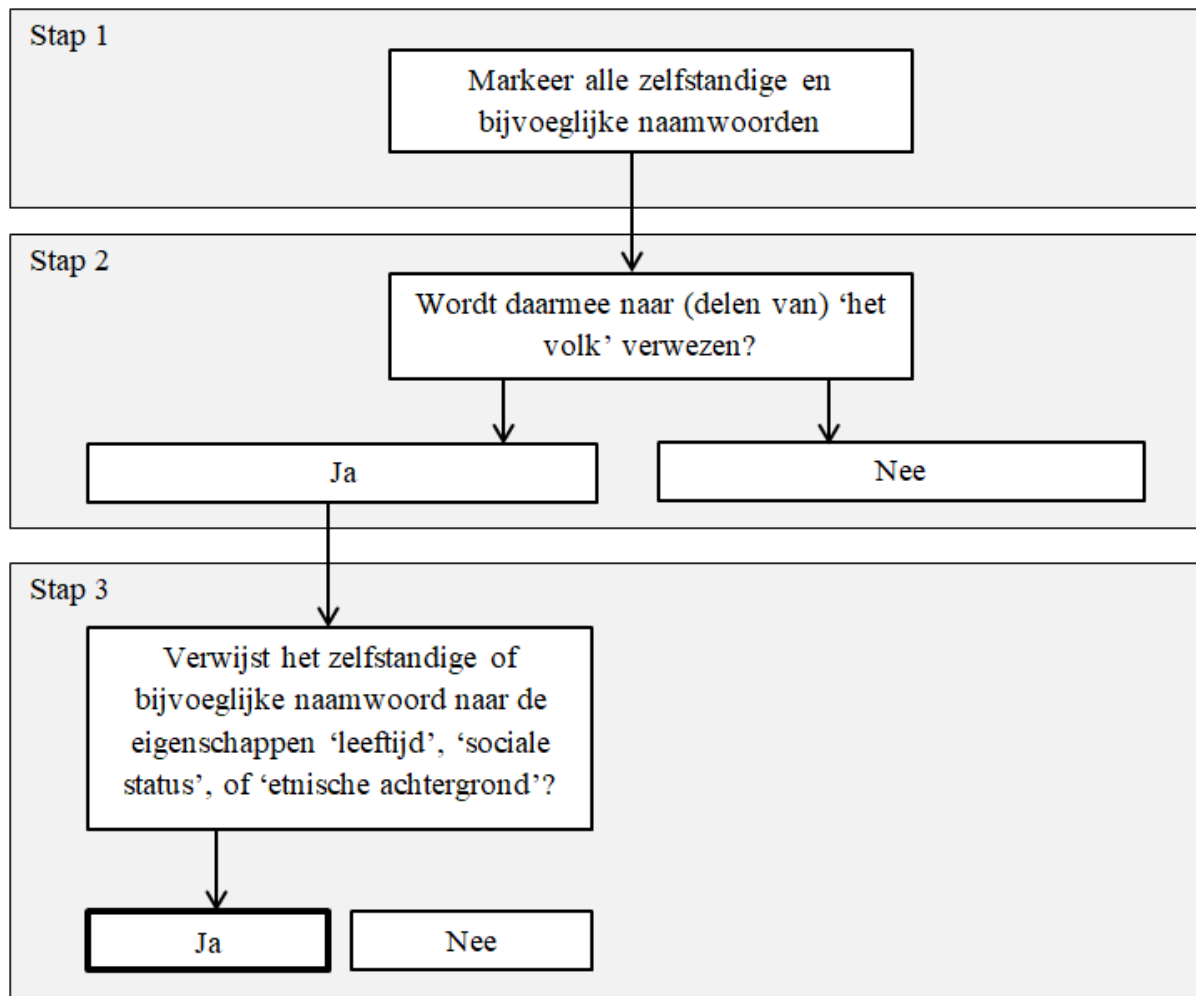 Stap 1
Markeer alle zelfstandige en
bijvoeglijke naamwoorden
Stap 2
Wordt daarmee naar (delen van) ‘het
volk’ verwezen?
Ja
Nee
Stap 3
Verwijst het zelfstandige of
bijvoeglijke naamwoord naar de
eigenschappen ‘leeftijd’, ‘sociale
status’, of ‘etnische achtergrond’?
Ja
Nee